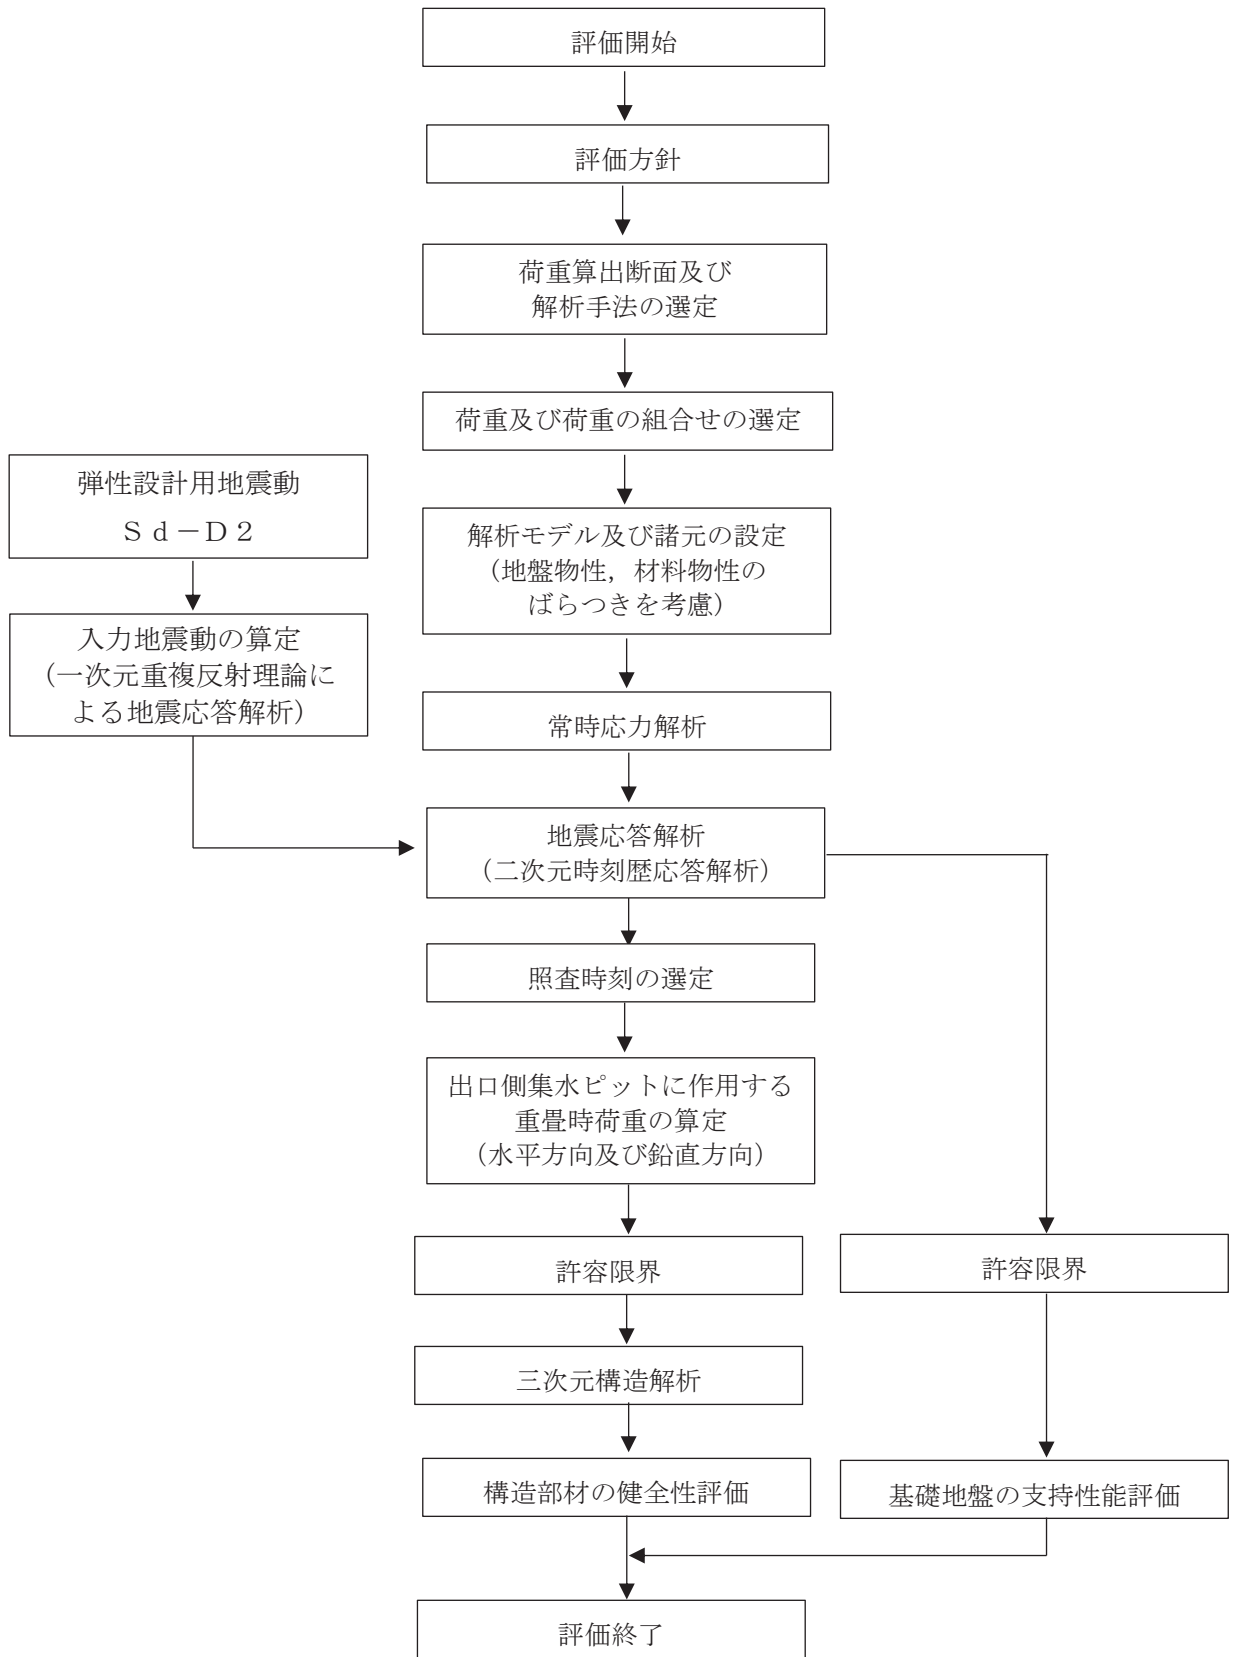 評価開始
評価方針
荷重算出断面及び
解析手法の選定
荷重及び荷重の組合せの選定
弾性設計用地震動
Ｓｄ－Ｄ２
解析モデル及び諸元の設定
（地盤物性，材料物性の
ばらつきを考慮）
入力地震動の算定
（一次元重複反射理論に
よる地震応答解析）
常時応力解析
地震応答解析
（二次元時刻歴応答解析）
照査時刻の選定
出口側集水ピットに作用する
重畳時荷重の算定
（水平方向及び鉛直方向）
許容限界
許容限界
三次元構造解析
構造部材の健全性評価
基礎地盤の支持性能評価
評価終了